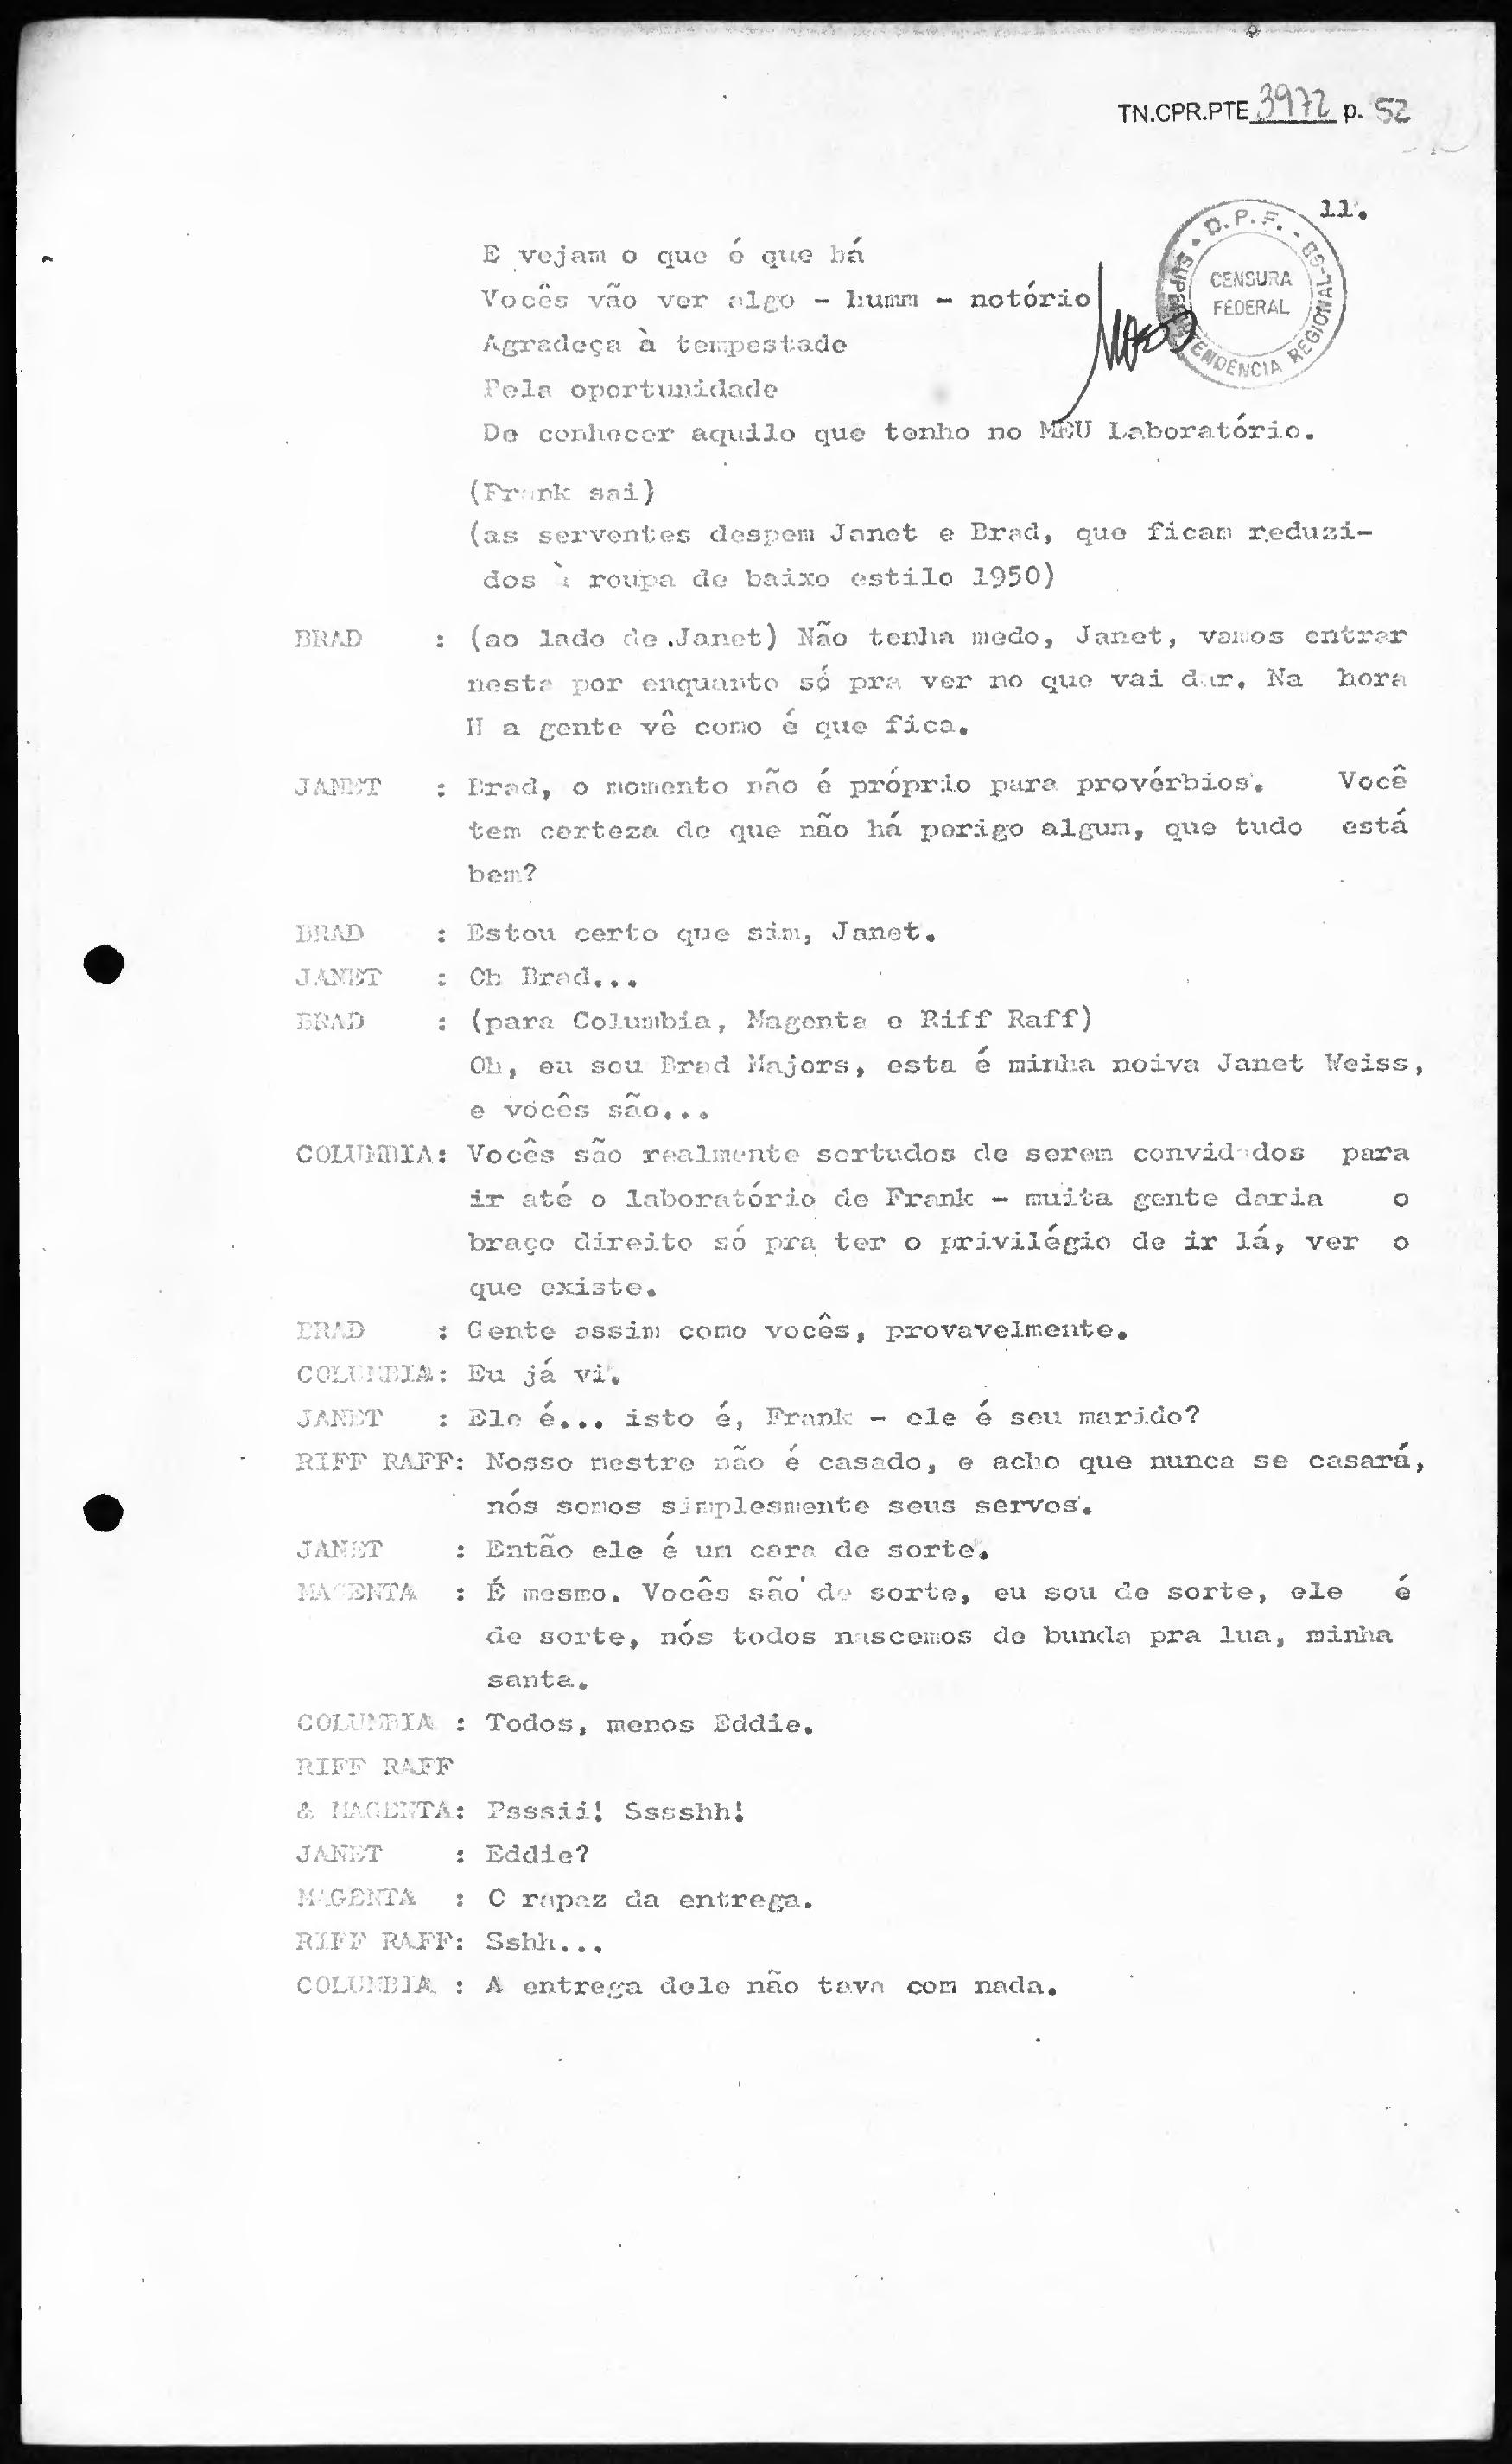 TN.CPR.PTE 3972 p. 52
11.
D.P.F. - SUPERINTENDÊNCIA REGIONAL-GB
CENSURA
FEDERAL
E vejam o que é que há
Vocês vão ver algo - humm - notório
Agradeça à tempestade
Pela oportunidade
De conhecer aquilo que tenho no MEU Laboratório.
(Frank sai)
(as serventes despem Janet e Brad, que ficam reduzi-
dos à roupa de baixo estilo 1950)
BRAD : (ao lado de Janet) Não tenha medo, Janet, vamos entrar
nesta por enquanto só pra ver no que vai dar. Na hora
H a gente vê como é que fica.
JANET : Brad, o momento não é próprio para provérbios. Você
tem certeza de que não há perigo algum, que tudo está
bem?
BRAD : Estou certo que sim, Janet.
JANET : Oh Brad...
BRAD : (para Columbia, Magenta e Riff Raff)
Oh, eu sou Brad Majors, esta é minha noiva Janet Weiss,
e vocês são...
COLUMBIA: Vocês são realmente sortudos de serem convidados para
ir até o laboratório de Frank - muita gente daria o
braço direito só pra ter o privilégio de ir lá, ver o
que existe.
BRAD : Gente assim como vocês, provavelmente.
COLUMBIA: Eu já vi.
JANET : Ele é... isto é, Frank - ele é seu marido?
RIFF RAFF: Nosso mestre não é casado, e acho que nunca se casará,
nós somos simplesmente seus servos.
JANET : Então ele é um cara de sorte.
MAGENTA : É mesmo. Vocês são de sorte, eu sou de sorte, ele é
de sorte, nós todos nascemos de bunda pra lua, minha
santa.
COLUMBIA : Todos, menos Eddie.
RIFF RAFF
& MAGENTA: Psssii! Sssshh!
JANET : Eddie?
MAGENTA : O rapaz da entrega.
RIFF RAFF: Sshh...
COLUMBIA : A entrega dele não tava com nada.